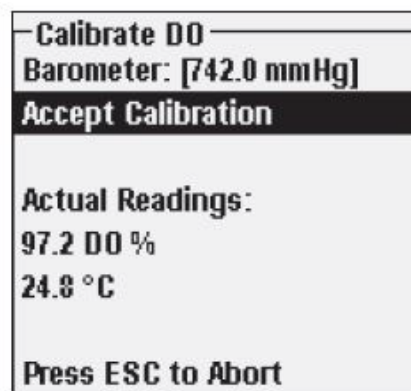 Calibrate DO
Barometer: [742.0 mmHg]
Accept Calibration
Actual Readings:
97.2 DO %
24.8 °C
Press ESC to Abort